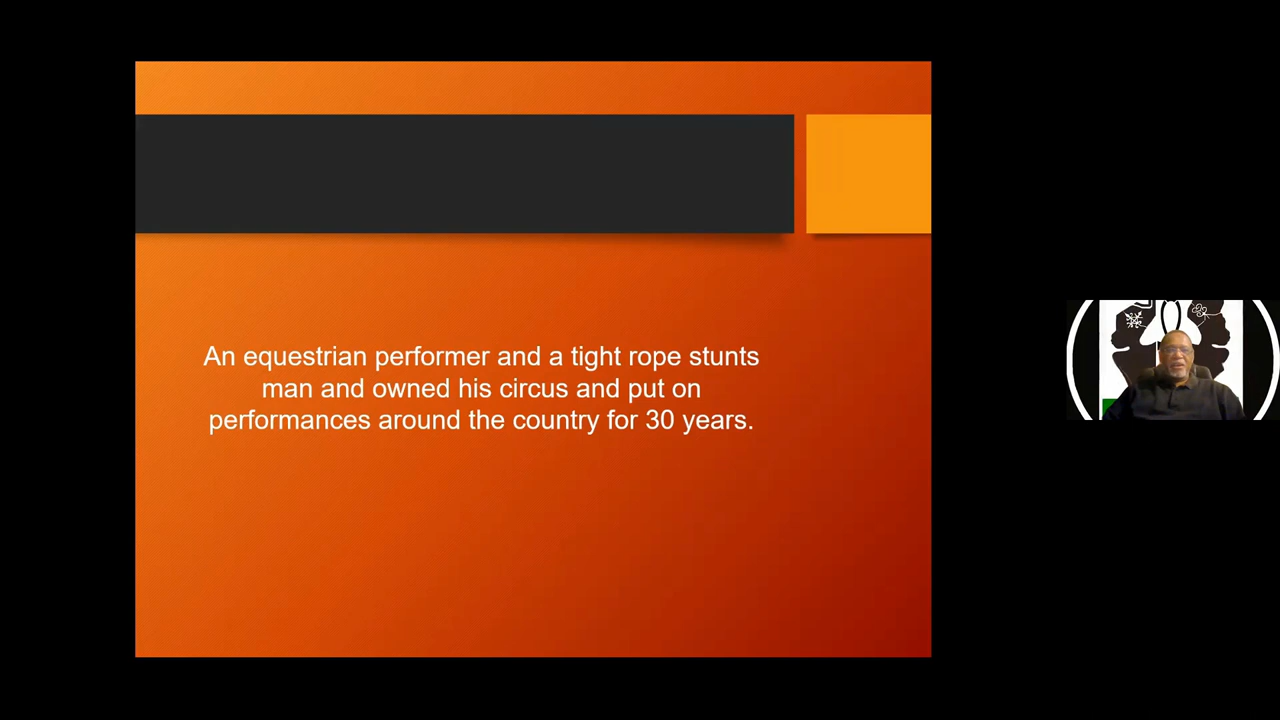 An equestrian performer and a tight rope stunts
man and owned his circus and put on
performances around the country for 30 years.